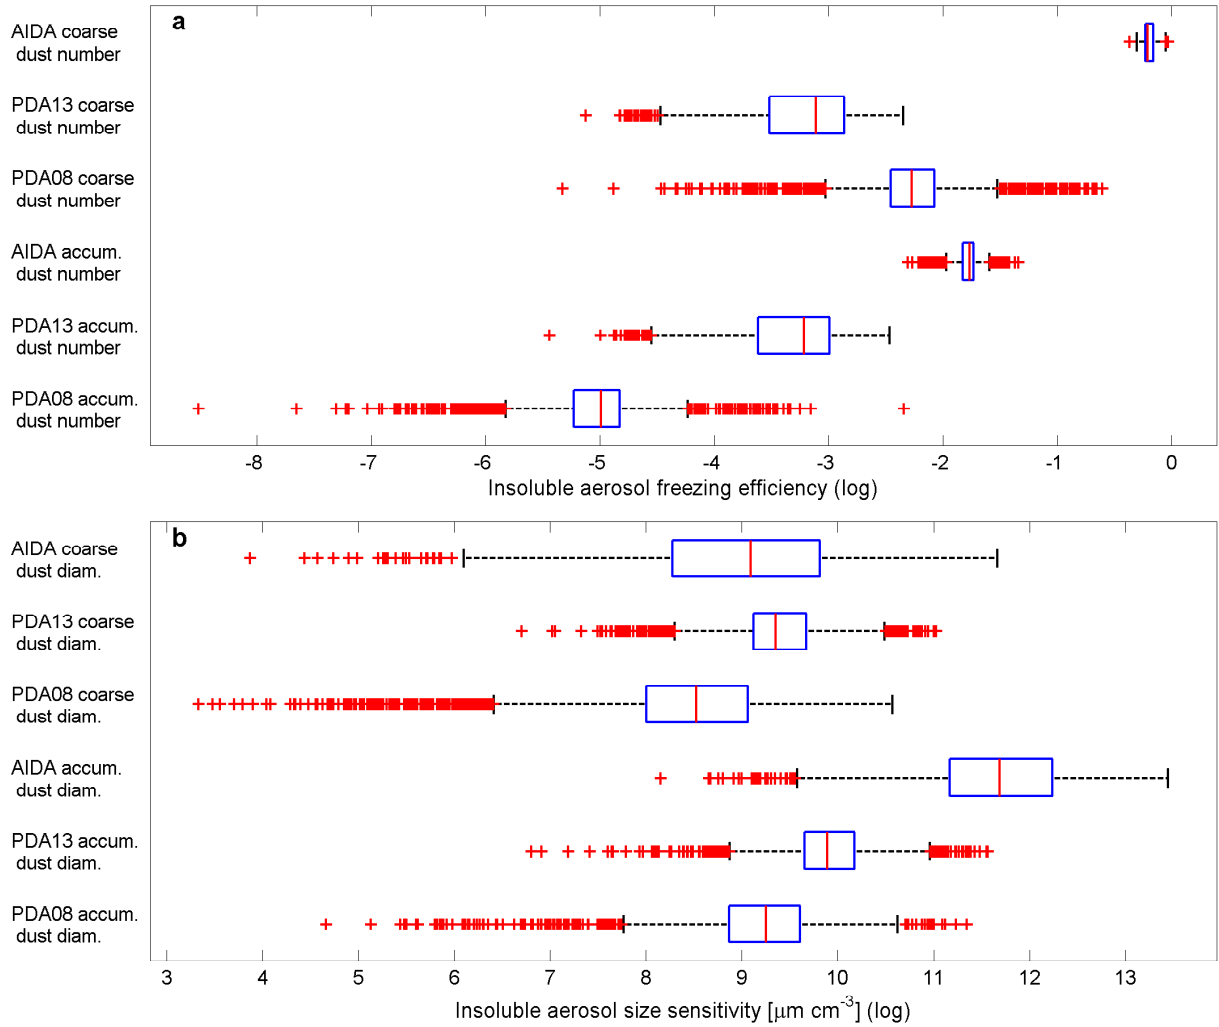 a
AIDA coarse
dust number
PDA13 coarse
dust number
PDA08 coarse
dust number
AIDA accum.
dust number
PDA13 accum.
dust number
PDA08 accum.
dust number
-8 -7 -6 -5 -4 -3 -2 -1 0
Insoluble aerosol freezing efficiency (log)
b
AIDA coarse
dust diam.
PDA13 coarse
dust diam.
PDA08 coarse
dust diam.
AIDA accum.
dust diam.
PDA13 accum.
dust diam.
PDA08 accum.
dust diam.
3 4 5 6 7 8 9 10 11 12 13
Insoluble aerosol size sensitivity [μm cm⁻³] (log)